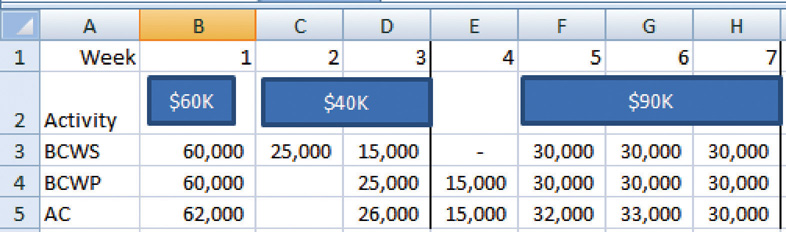 A B C D E F G H
1 Week 1 2 3 4 5 6 7
$60K $40K $90K
2 Activity
3 BCWS 60,000 25,000 15,000 - 30,000 30,000 30,000
4 BCWP 60,000 25,000 15,000 30,000 30,000 30,000
5 AC 62,000 26,000 15,000 32,000 33,000 30,000